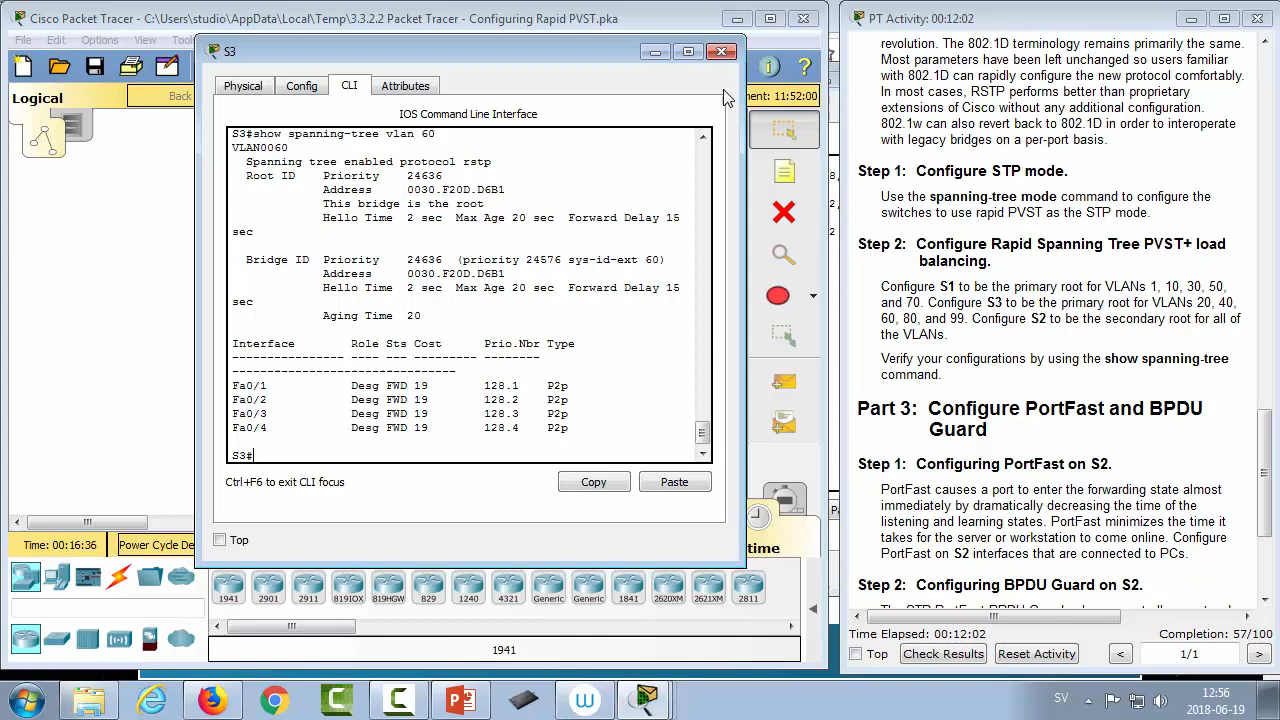 Cisco Packet Tracer - C:\Users\studio\AppData\Local\Temp\3.3.2.2 Packet Tracer - Configuring Rapid PVST.pka
File Edit Options View Tools
Logical
Back
S3
Physical Config CLI Attributes
IOS Command Line Interface
S3#show spanning-tree vlan 60
VLAN0060
Spanning tree enabled protocol rstp
Root ID Priority 24636
Address 0030.F20D.D6B1
This bridge is the root
Hello Time 2 sec Max Age 20 sec Forward Delay 15
sec
Bridge ID Priority 24636 (priority 24576 sys-id-ext 60)
Address 0030.F20D.D6B1
Hello Time 2 sec Max Age 20 sec Forward Delay 15
sec
Aging Time 20
Interface Role Sts Cost Prio.Nbr Type
---------------- ---- --- --------- --------
--------------------------------
Fa0/1 Desg FWD 19 128.1 P2p
Fa0/2 Desg FWD 19 128.2 P2p
Fa0/3 Desg FWD 19 128.3 P2p
Fa0/4 Desg FWD 19 128.4 P2p
S3#
Ctrl+F6 to exit CLI focus
Copy Paste
Top
ment: 11:52:00
Time: 00:16:36 Power Cycle De
time
1941 2901 2911 819IOX 819HGW 829 1240 4321 Generic Generic 1841 2620XM 2621XM 2811
1941
PT Activity: 00:12:02
revolution. The 802.1D terminology remains primarily the same.
Most parameters have been left unchanged so users familiar
with 802.1D can rapidly configure the new protocol comfortably.
In most cases, RSTP performs better than proprietary
extensions of Cisco without any additional configuration.
802.1w can also revert back to 802.1D in order to interoperate
with legacy bridges on a per-port basis.
Step 1: Configure STP mode.
Use the spanning-tree mode command to configure the
switches to use rapid PVST as the STP mode.
Step 2: Configure Rapid Spanning Tree PVST+ load
balancing.
Configure S1 to be the primary root for VLANs 1, 10, 30, 50,
and 70. Configure S3 to be the primary root for VLANs 20, 40,
60, 80, and 99. Configure S2 to be the secondary root for all of
the VLANs.
Verify your configurations by using the show spanning-tree
command.
Part 3: Configure PortFast and BPDU
Guard
Step 1: Configuring PortFast on S2.
PortFast causes a port to enter the forwarding state almost
immediately by dramatically decreasing the time of the
listening and learning states. PortFast minimizes the time it
takes for the server or workstation to come online. Configure
PortFast on S2 interfaces that are connected to PCs.
Step 2: Configuring BPDU Guard on S2.
Time Elapsed: 00:12:02 Completion: 57/100
Top Check Results Reset Activity < 1/1 >
SV
12:56
2018-06-19